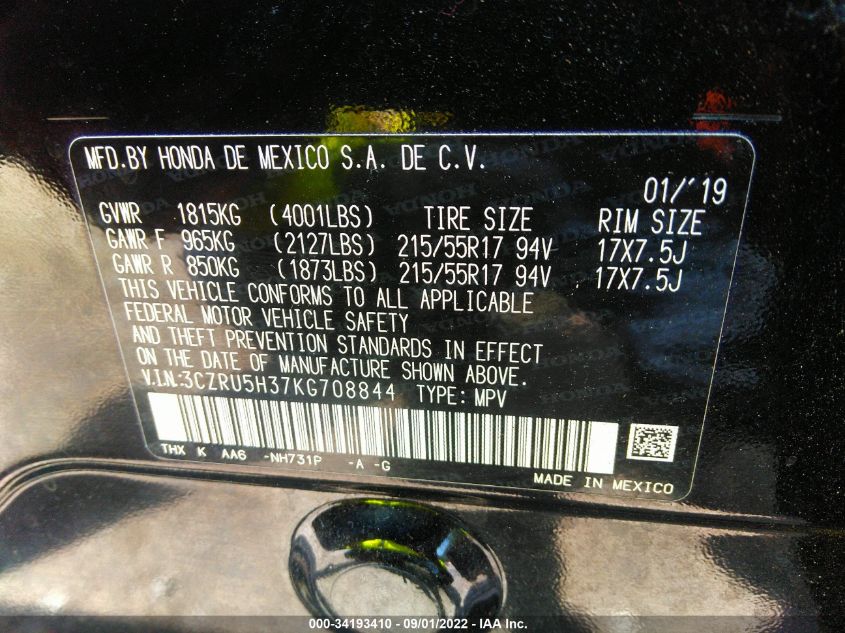 MFD.BY HONDA DE MEXICO S.A. DE C.V.
01/'19
GVWR 1815KG (4001LBS) TIRE SIZE RIM SIZE
GAWR F 965KG (2127LBS) 215/55R17 94V 17X7.5J
GAWR R 850KG (1873LBS) 215/55R17 94V 17X7.5J
THIS VEHICLE CONFORMS TO ALL APPLICABLE
FEDERAL MOTOR VEHICLE SAFETY
AND THEFT PREVENTION STANDARDS IN EFFECT
ON THE DATE OF MANUFACTURE SHOWN ABOVE.
V.I.N:3CZRU5H37KG708844 TYPE: MPV
THX K AA6 -NH731P -A -G
MADE IN MEXICO
000-34193410 - 09/01/2022 - IAA Inc.